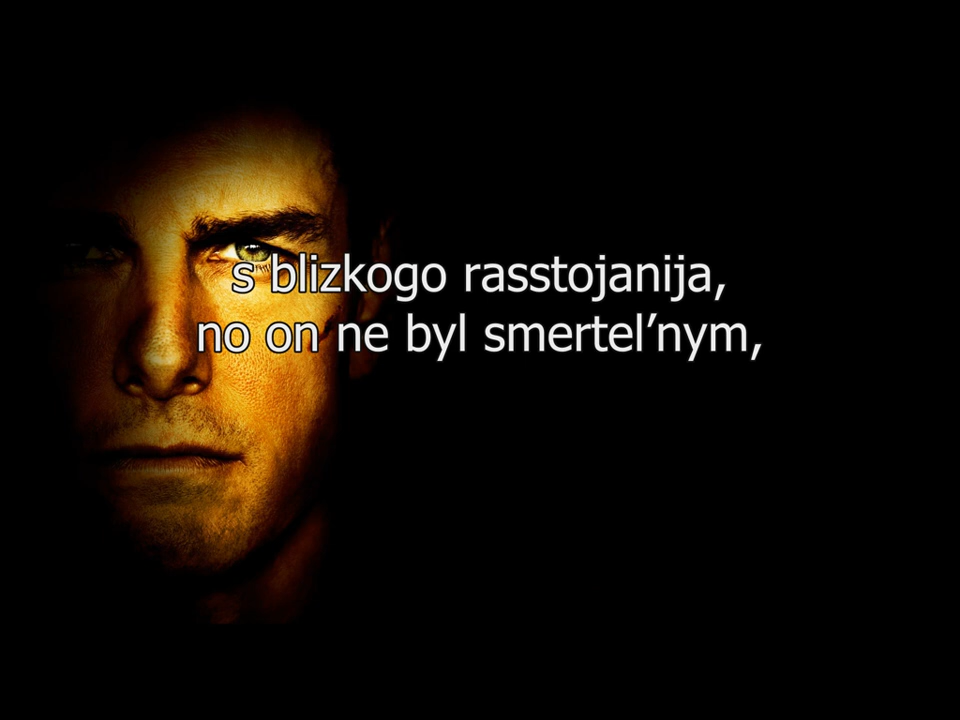 s blizkogo rasstojanija,
no on ne byl smertel’nym,